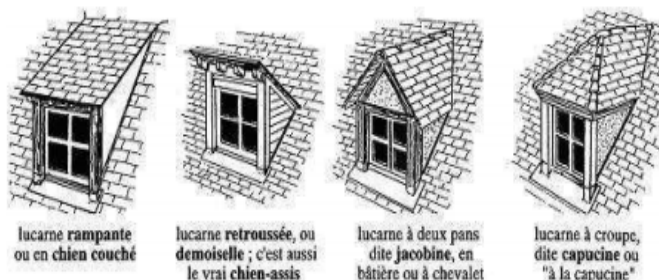 lucarne rampante
ou en chien couché
lucarne retroussée, ou
demoiselle ; c'est aussi
le vrai chien-assis
lucarne à deux pans
dite jacobine, en
bâtière ou à chevalet
lucarne à croupe,
dite capucine ou
"à la capucine"